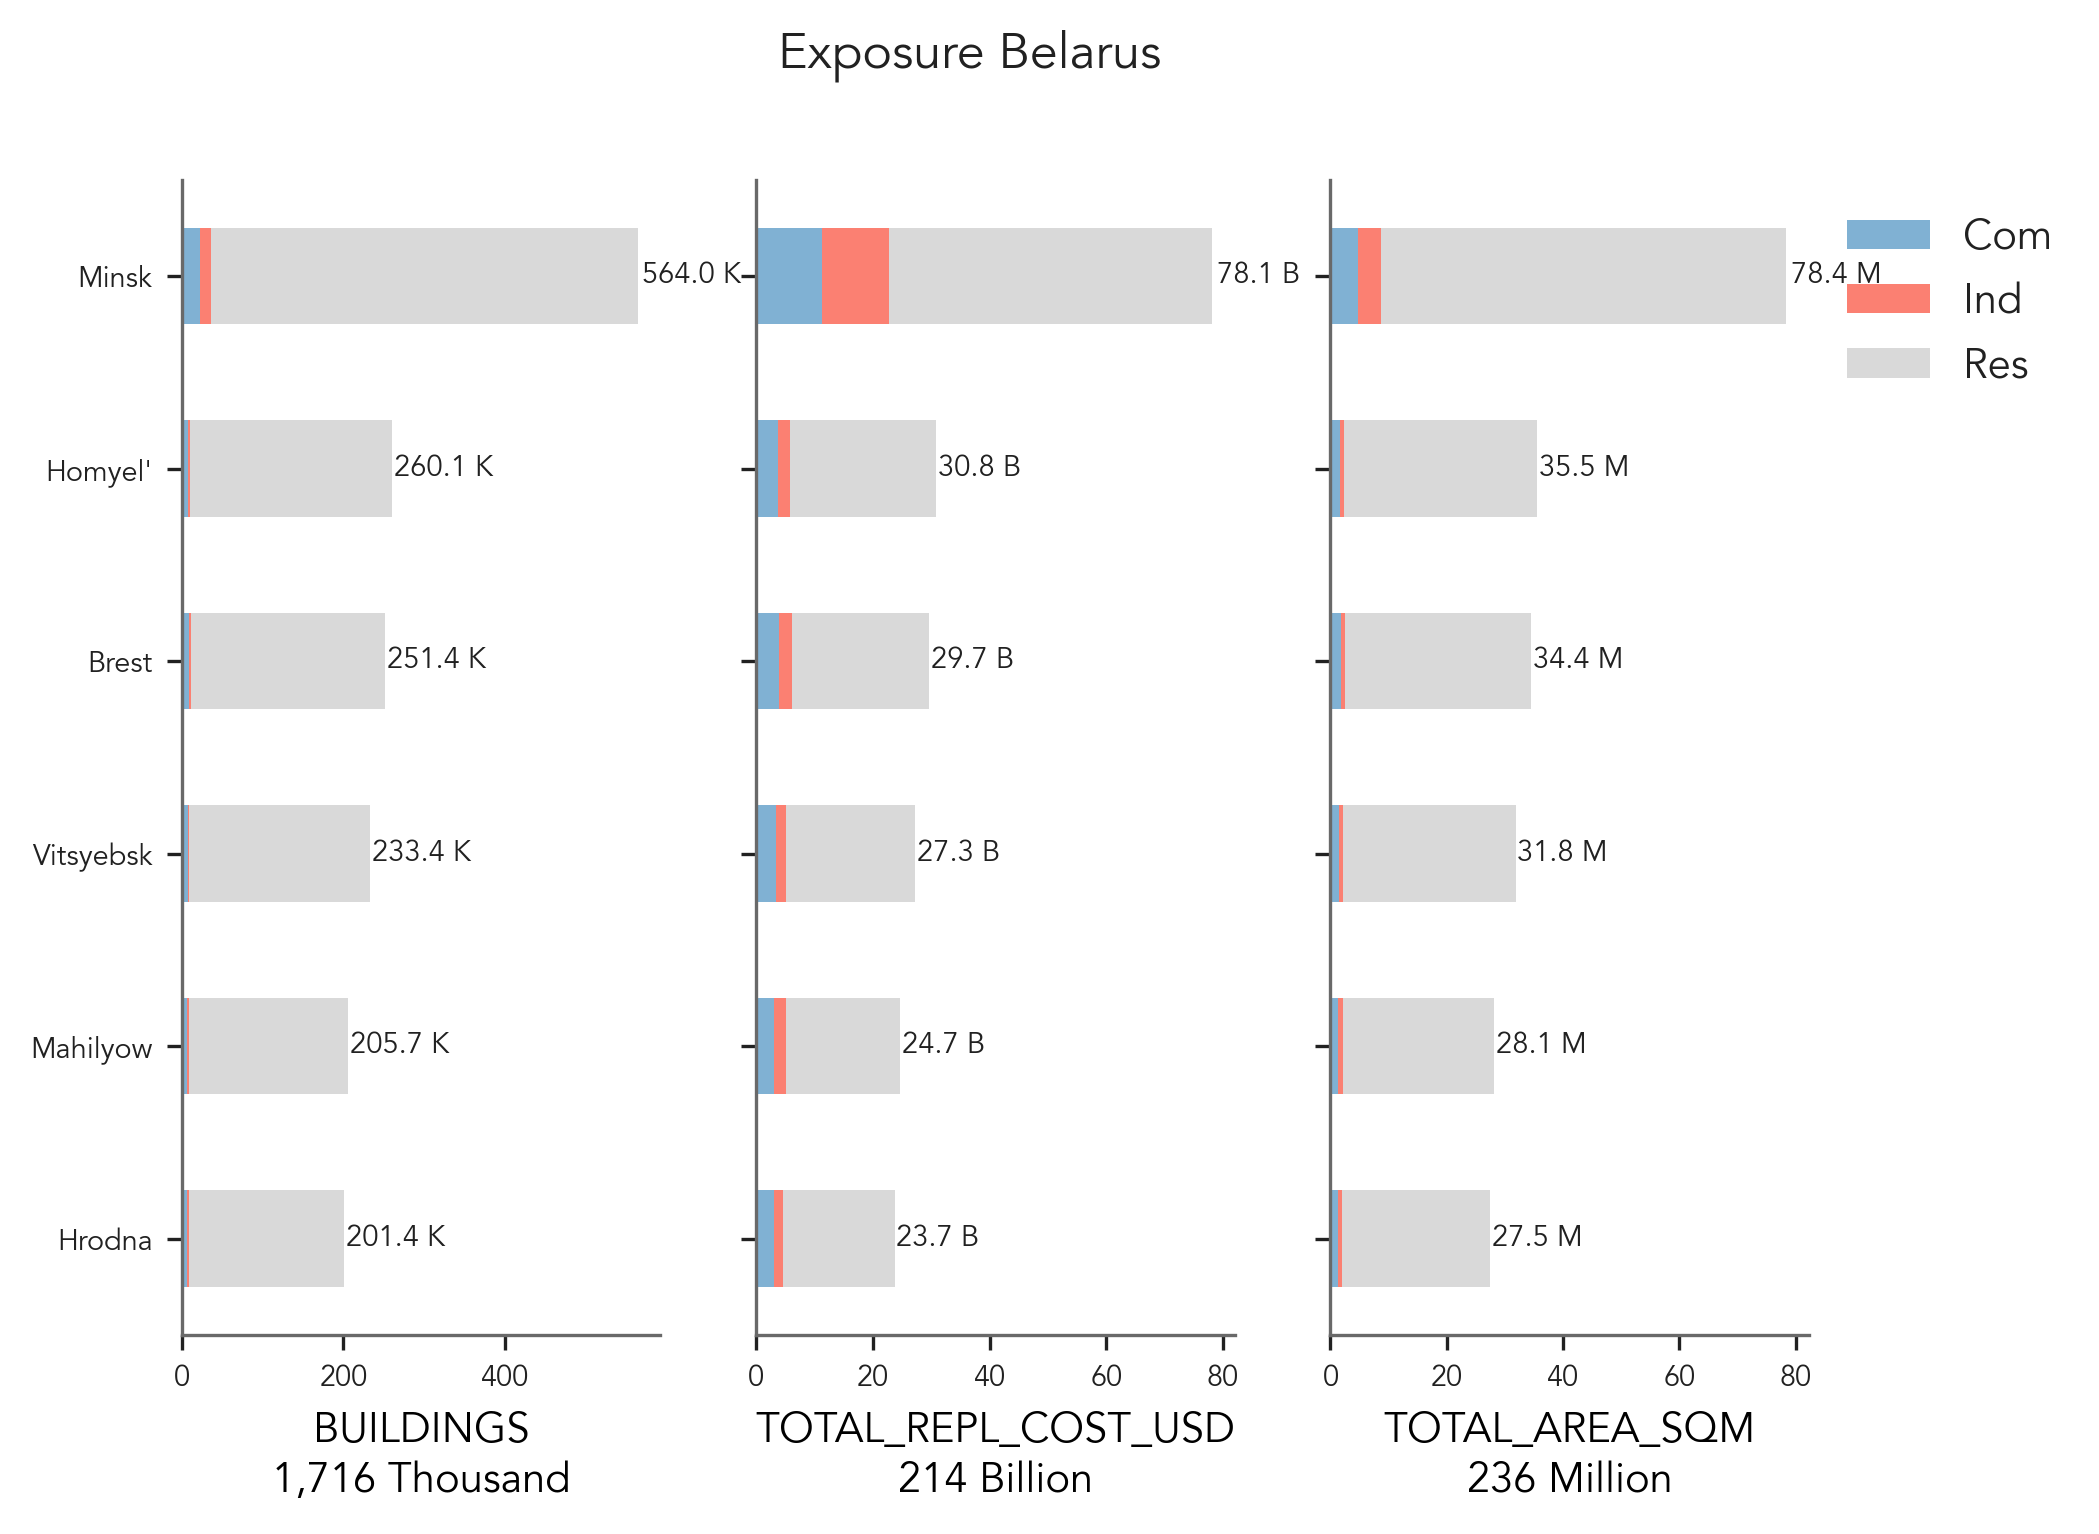 Exposure Belarus
Minsk
564.0 K
78.1 B
78.4 M
Com
Ind
Res
Homyel'
260.1 K
30.8 B
35.5 M
Brest
251.4 K
29.7 B
34.4 M
Vitsyebsk
233.4 K
27.3 B
31.8 M
Mahilyow
205.7 K
24.7 B
28.1 M
Hrodna
201.4 K
23.7 B
27.5 M
0 200 400
0 20 40 60 80
0 20 40 60 80
BUILDINGS
1,716 Thousand
TOTAL_REPL_COST_USD
214 Billion
TOTAL_AREA_SQM
236 Million